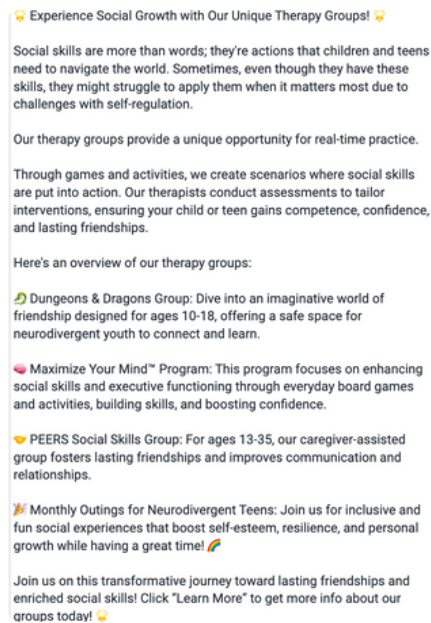 🌟 Experience Social Growth with Our Unique Therapy Groups! 🌟
Social skills are more than words; they're actions that children and teens
need to navigate the world. Sometimes, even though they have these
skills, they might struggle to apply them when it matters most due to
challenges with self-regulation.
Our therapy groups provide a unique opportunity for real-time practice.
Through games and activities, we create scenarios where social skills
are put into action. Our therapists conduct assessments to tailor
interventions, ensuring your child or teen gains competence, confidence,
and lasting friendships.
Here's an overview of our therapy groups:
🐉 Dungeons & Dragons Group: Dive into an imaginative world of
friendship designed for ages 10-18, offering a safe space for
neurodivergent youth to connect and learn.
🧠 Maximize Your Mind™ Program: This program focuses on enhancing
social skills and executive functioning through everyday board games
and activities, building skills, and boosting confidence.
🤝 PEERS Social Skills Group: For ages 13-35, our caregiver-assisted
group fosters lasting friendships and improves communication and
relationships.
🎉 Monthly Outings for Neurodivergent Teens: Join us for inclusive and
fun social experiences that boost self-esteem, resilience, and personal
growth while having a great time! 🌈
Join us on this transformative journey toward lasting friendships and
enriched social skills! Click “Learn More” to get more info about our
groups today! 🌟